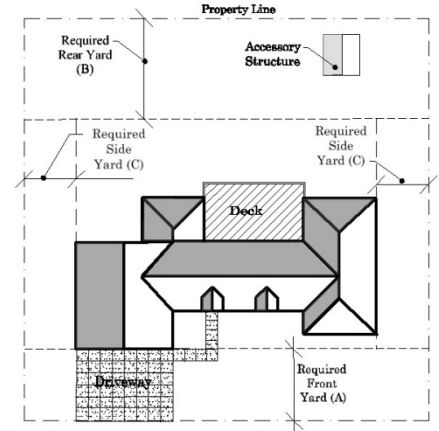 Property Line
Required
Rear Yard
(B)
Accessory
Structure
Required
Side
Yard (C)
Required
Side
Yard (C)
Deck
Driveway
Required
Front
Yard (A)